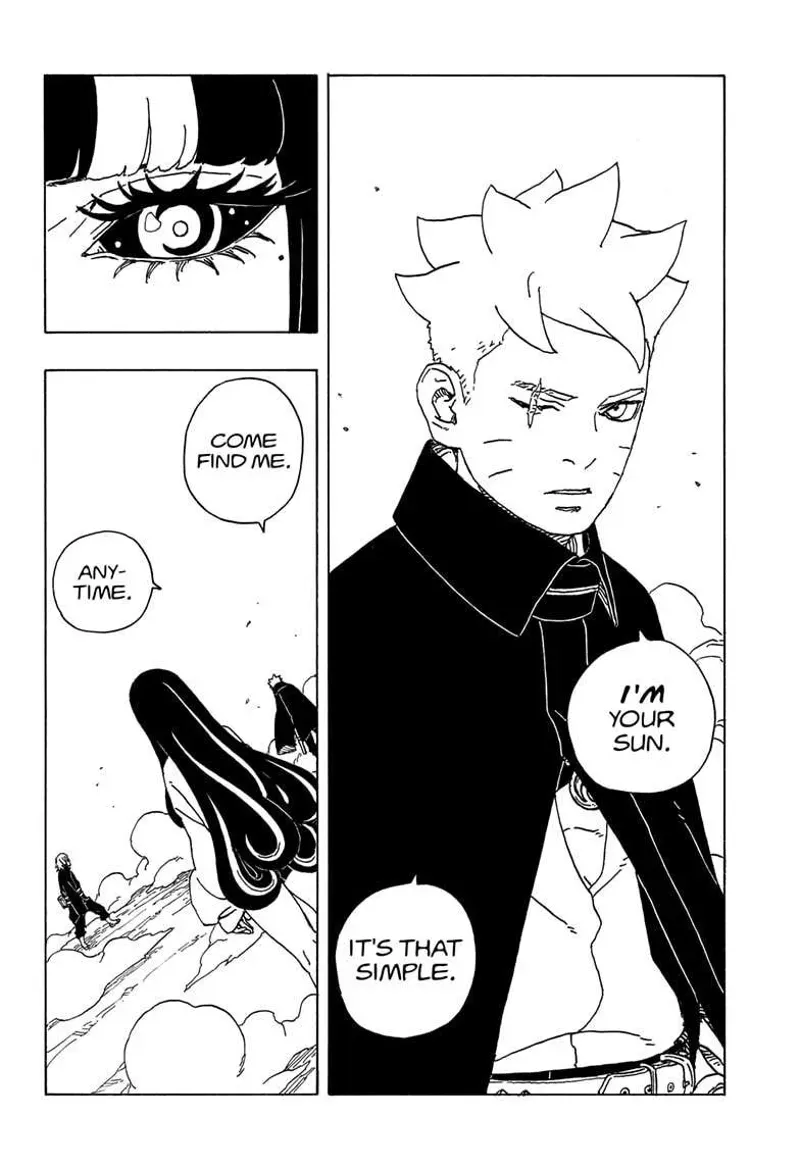 I'M
YOUR
SUN.
IT'S THAT
SIMPLE.
COME
FIND ME.
ANY-
TIME.